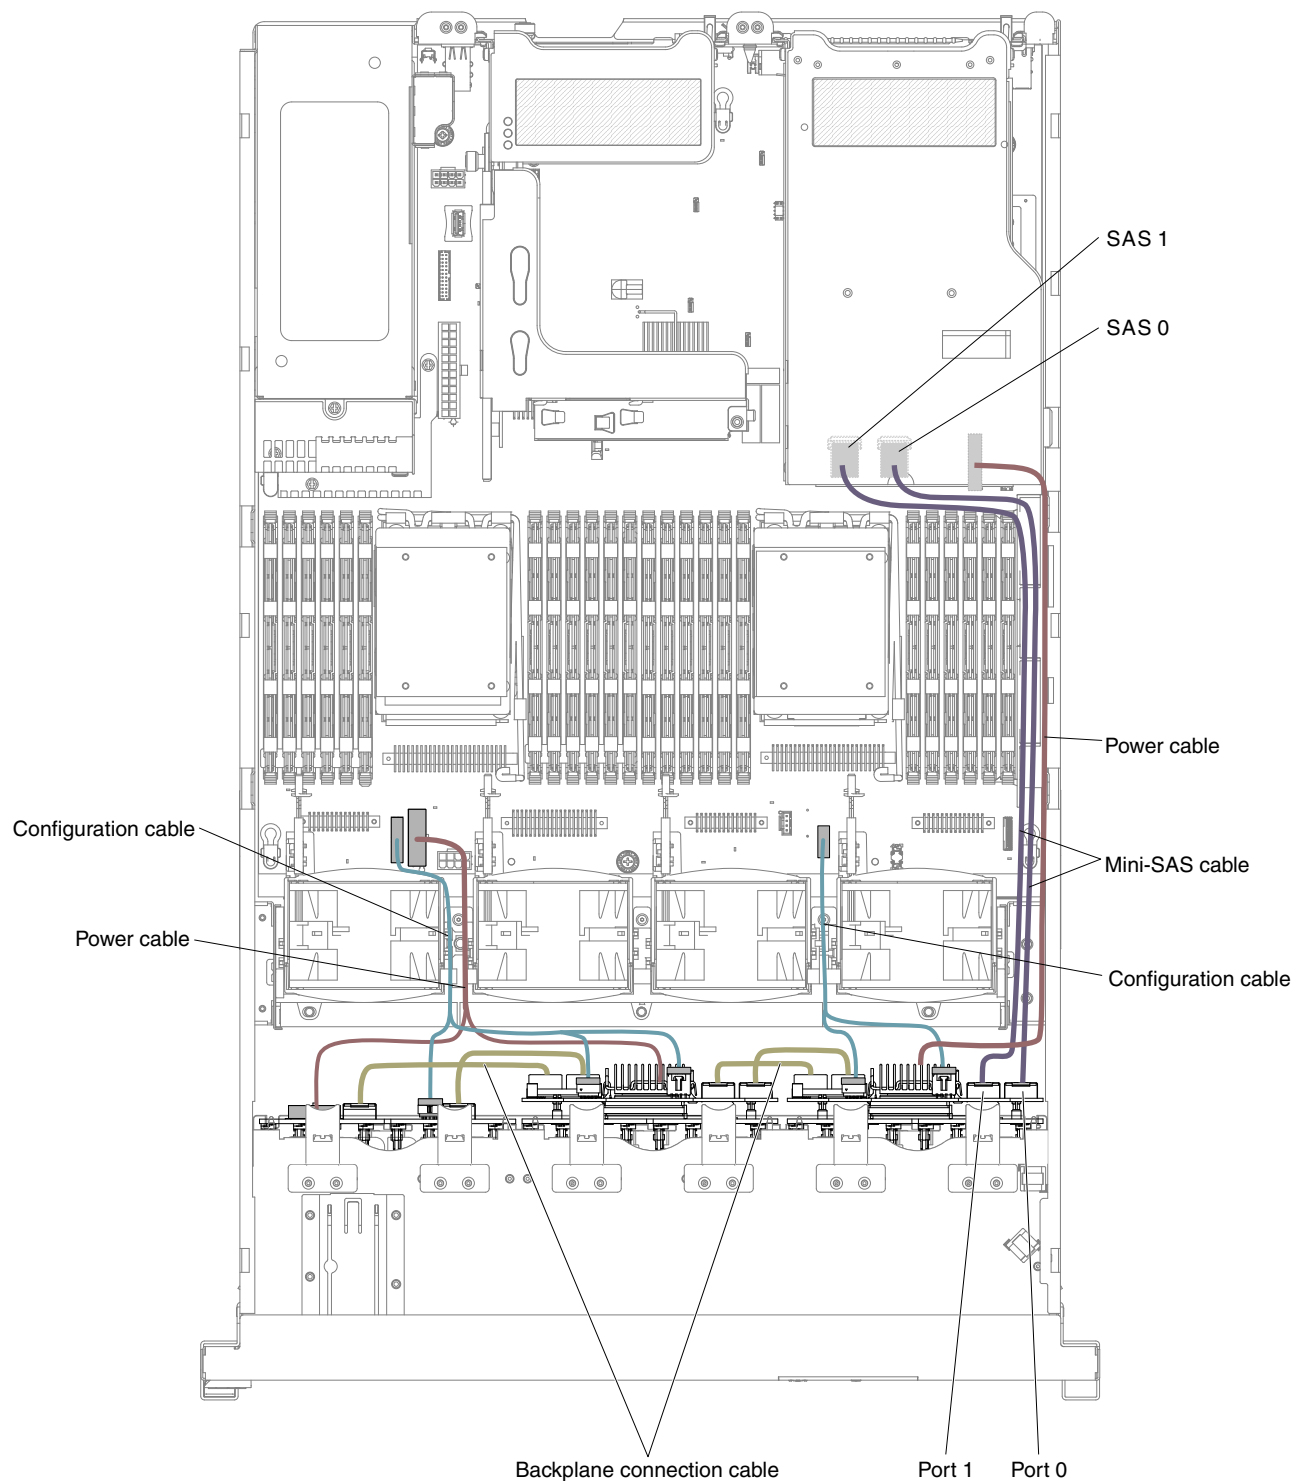 SAS 1
SAS 0
Power cable
Configuration cable
Mini-SAS cable
Power cable
Configuration cable
Backplane connection cable
Port 1
Port 0